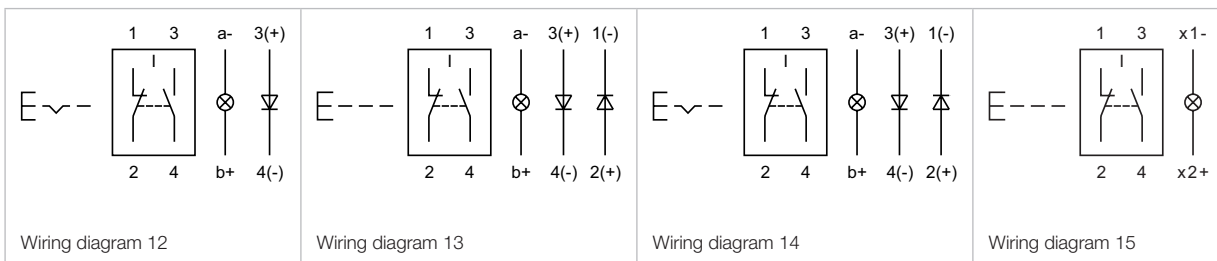 1 3 a- 3(+)
2 4 b+ 4(-)
Wiring diagram 12
1 3 a- 3(+) 1(-)
2 4 b+ 4(-) 2(+)
Wiring diagram 13
1 3 a- 3(+) 1(-)
2 4 b+ 4(-) 2(+)
Wiring diagram 14
1 3 x1-
2 4 x2+
Wiring diagram 15